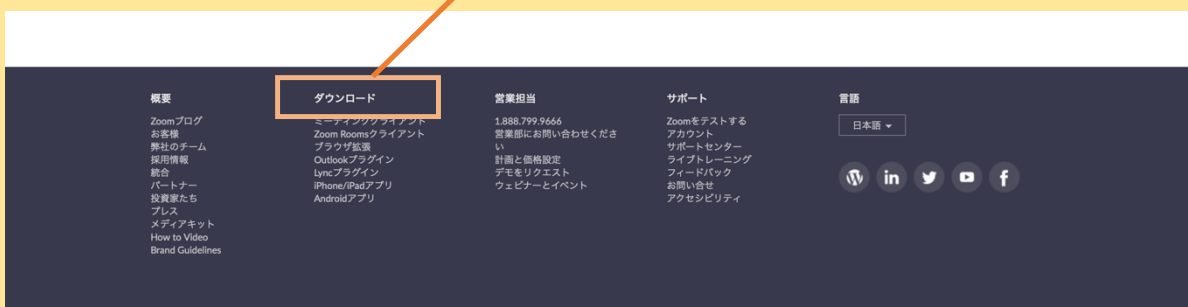 概要
Zoomブログ
お客様
弊社のチーム
採用情報
統合
パートナー
投資家たち
プレス
メディアキット
How to Video
Brand Guidelines
ダウンロード
ミーティングクライアント
Zoom Roomsクライアント
ブラウザ拡張
Outlookプラグイン
Lyncプラグイン
iPhone/iPadアプリ
Androidアプリ
営業担当
1.888.799.9666
営業部にお問い合わせくださ
い
計画と価格設定
デモをリクエスト
ウェビナーとイベント
サポート
Zoomをテストする
アカウント
サポートセンター
ライブトレーニング
フィードバック
お問い合せ
アクセシビリティ
言語
日本語